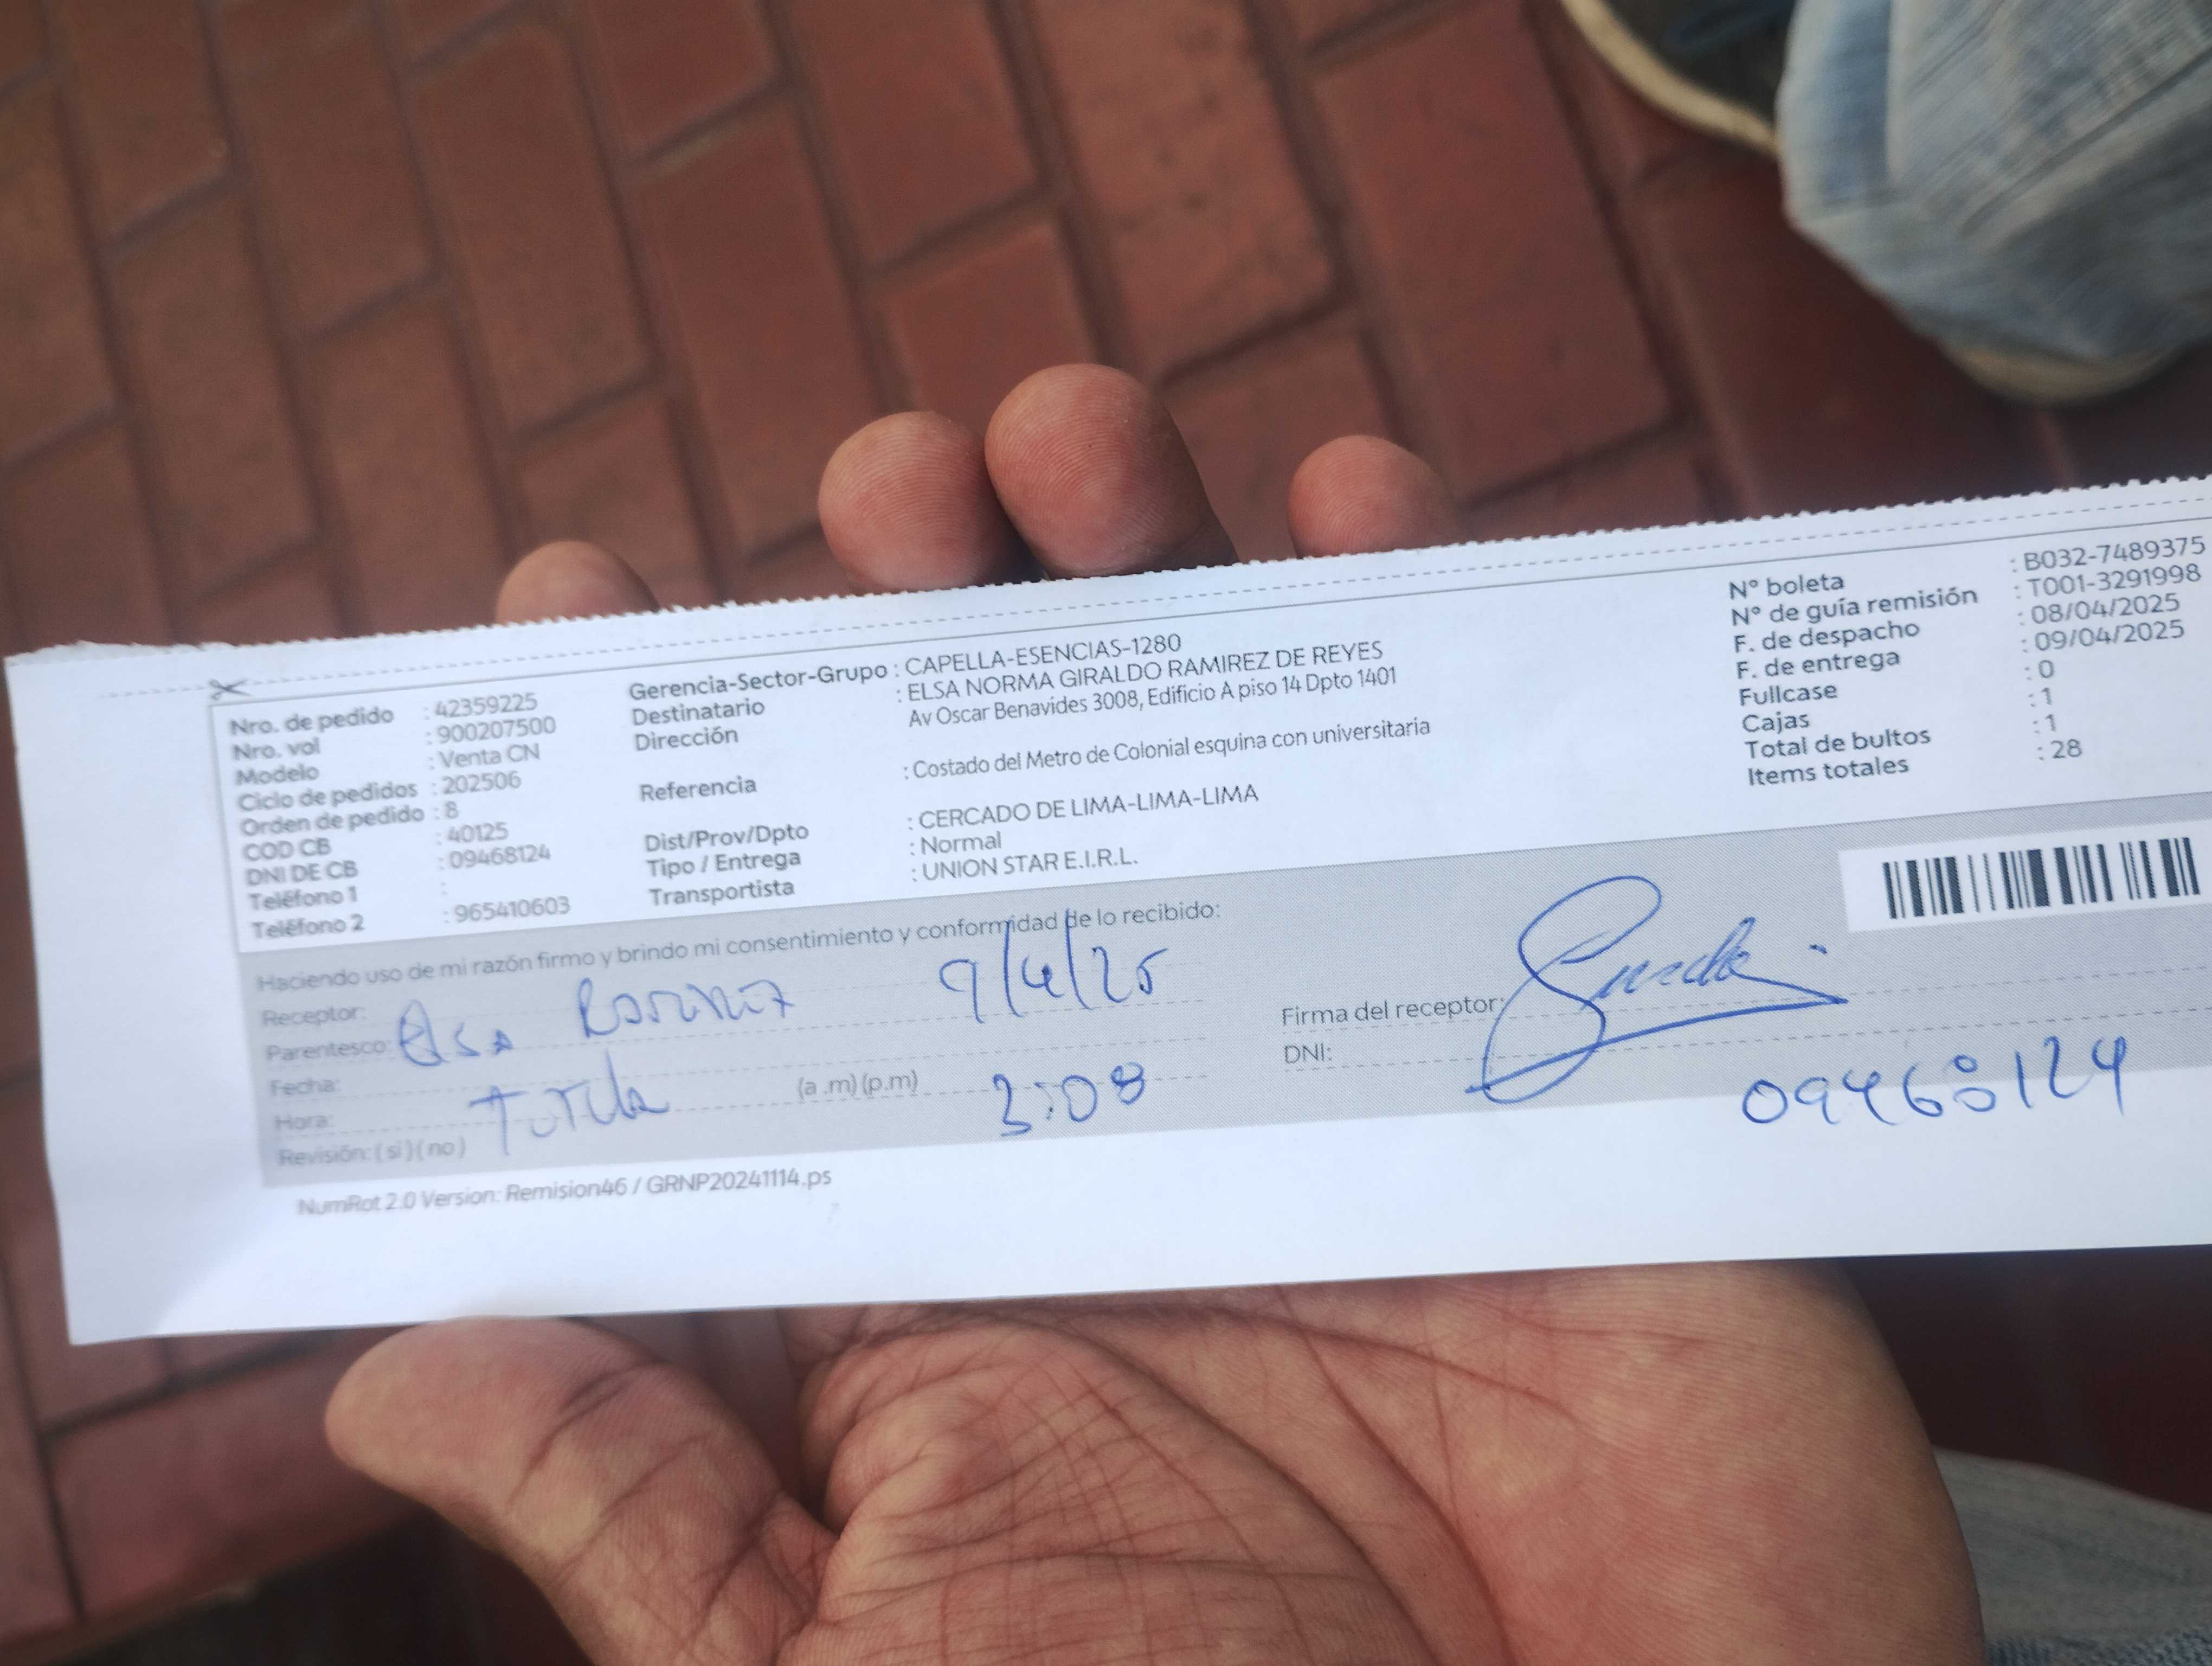 Nro. de pedido : 42359225
Nro. vol : 900207500
Modelo : Venta CN
Ciclo de pedidos : 202506
Orden de pedido : 8
COD CB : 40125
DNI DE CB : 09468124
Teléfono 1 :
Teléfono 2 : 965410603
Gerencia-Sector-Grupo : CAPELLA-ESENCIAS-1280
Destinatario : ELSA NORMA GIRALDO RAMIREZ DE REYES
Dirección Av Oscar Benavides 3008, Edificio A piso 14 Dpto 1401
Referencia : Costado del Metro de Colonial esquina con universitaria
Dist/Prov/Dpto : CERCADO DE LIMA-LIMA-LIMA
Tipo / Entrega : Normal
Transportista : UNION STAR E.I.R.L.
N° boleta : B032-7489375
N° de guía remisión : T001-3291998
F. de despacho : 08/04/2025
F. de entrega : 09/04/2025
Fullcase : 0
Cajas : 1
Total de bultos : 1
Items totales : 28
Haciendo uso de mi razón firmo y brindo mi consentimiento y conformidad de lo recibido:
Receptor:
Parentesco: Elsa 9/4/25
Fecha:
Hora: (a .m) (p.m) 3:08
Revisión: ( si ) ( no )
Firma del receptor:
DNI: 09468124
NumRot 2.0 Version: Remision46 / GRNP20241114.ps